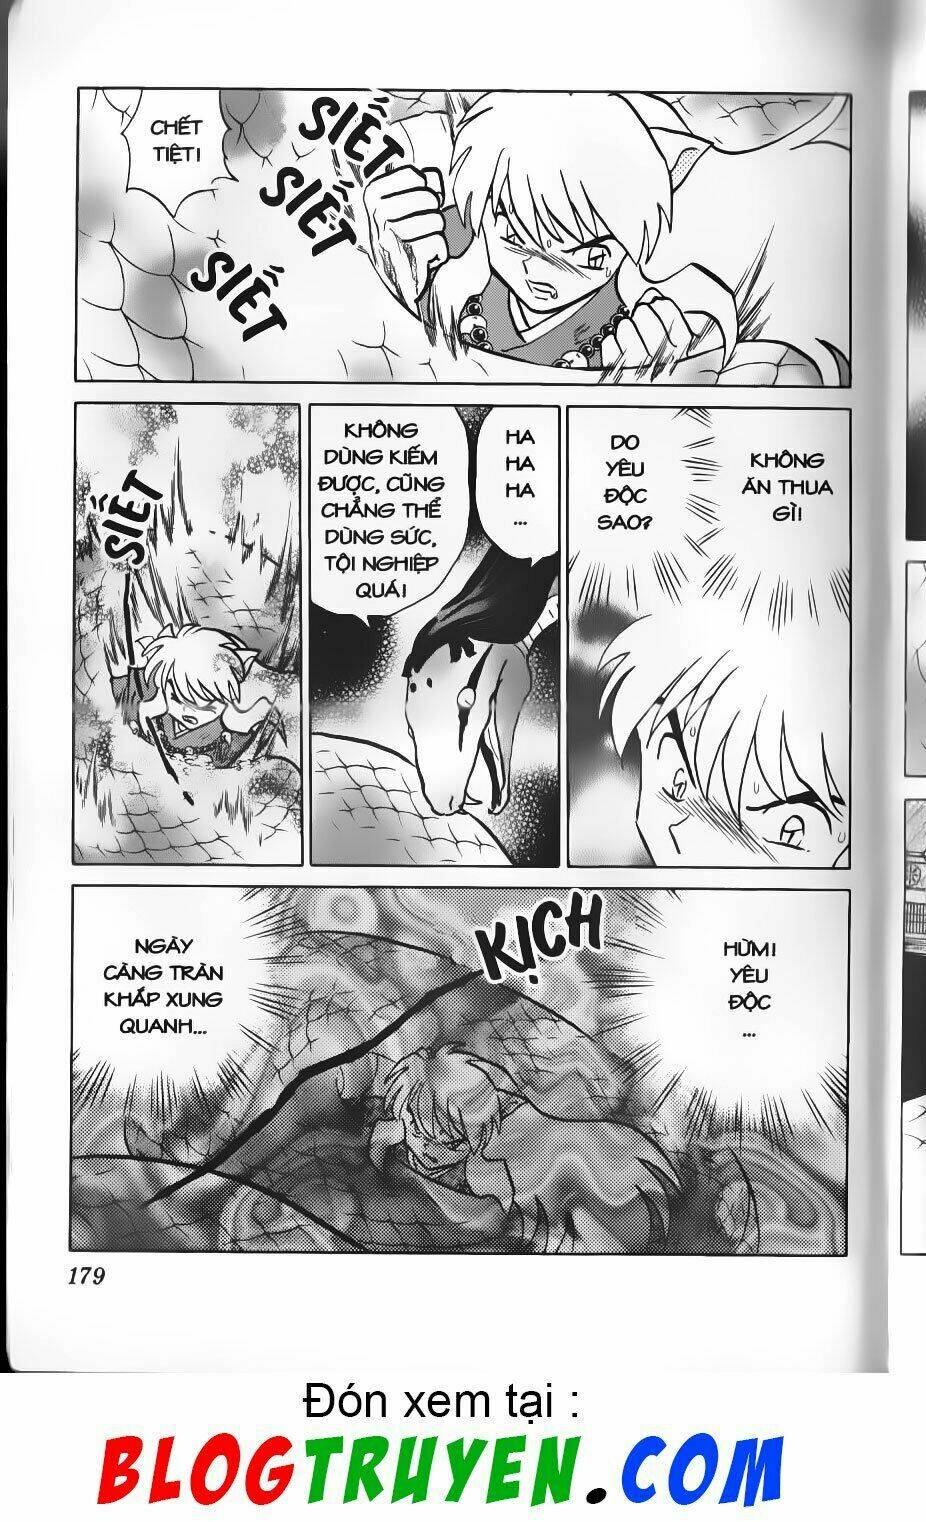 KHÔNG
ĂN THUA
GÌ!
DO
YÊU
ĐỘC
SAO?
HA
HA
HA
...
KHÔNG
DÙNG KIẾM
ĐƯỢC, CŨNG
CHẲNG THỂ
DÙNG SỨC,
TỘI NGHIỆP
QUÁ!
SIẾT
SIẾT
SIẾT
CHẾT
TIỆT!
SIẾT
HỪM!
YÊU
ĐỘC
...
KỊCH
NGÀY
CÀNG TRÀN
KHẮP XUNG
QUANH...
179
Đón xem tại :
BLOGTRUYEN.COM